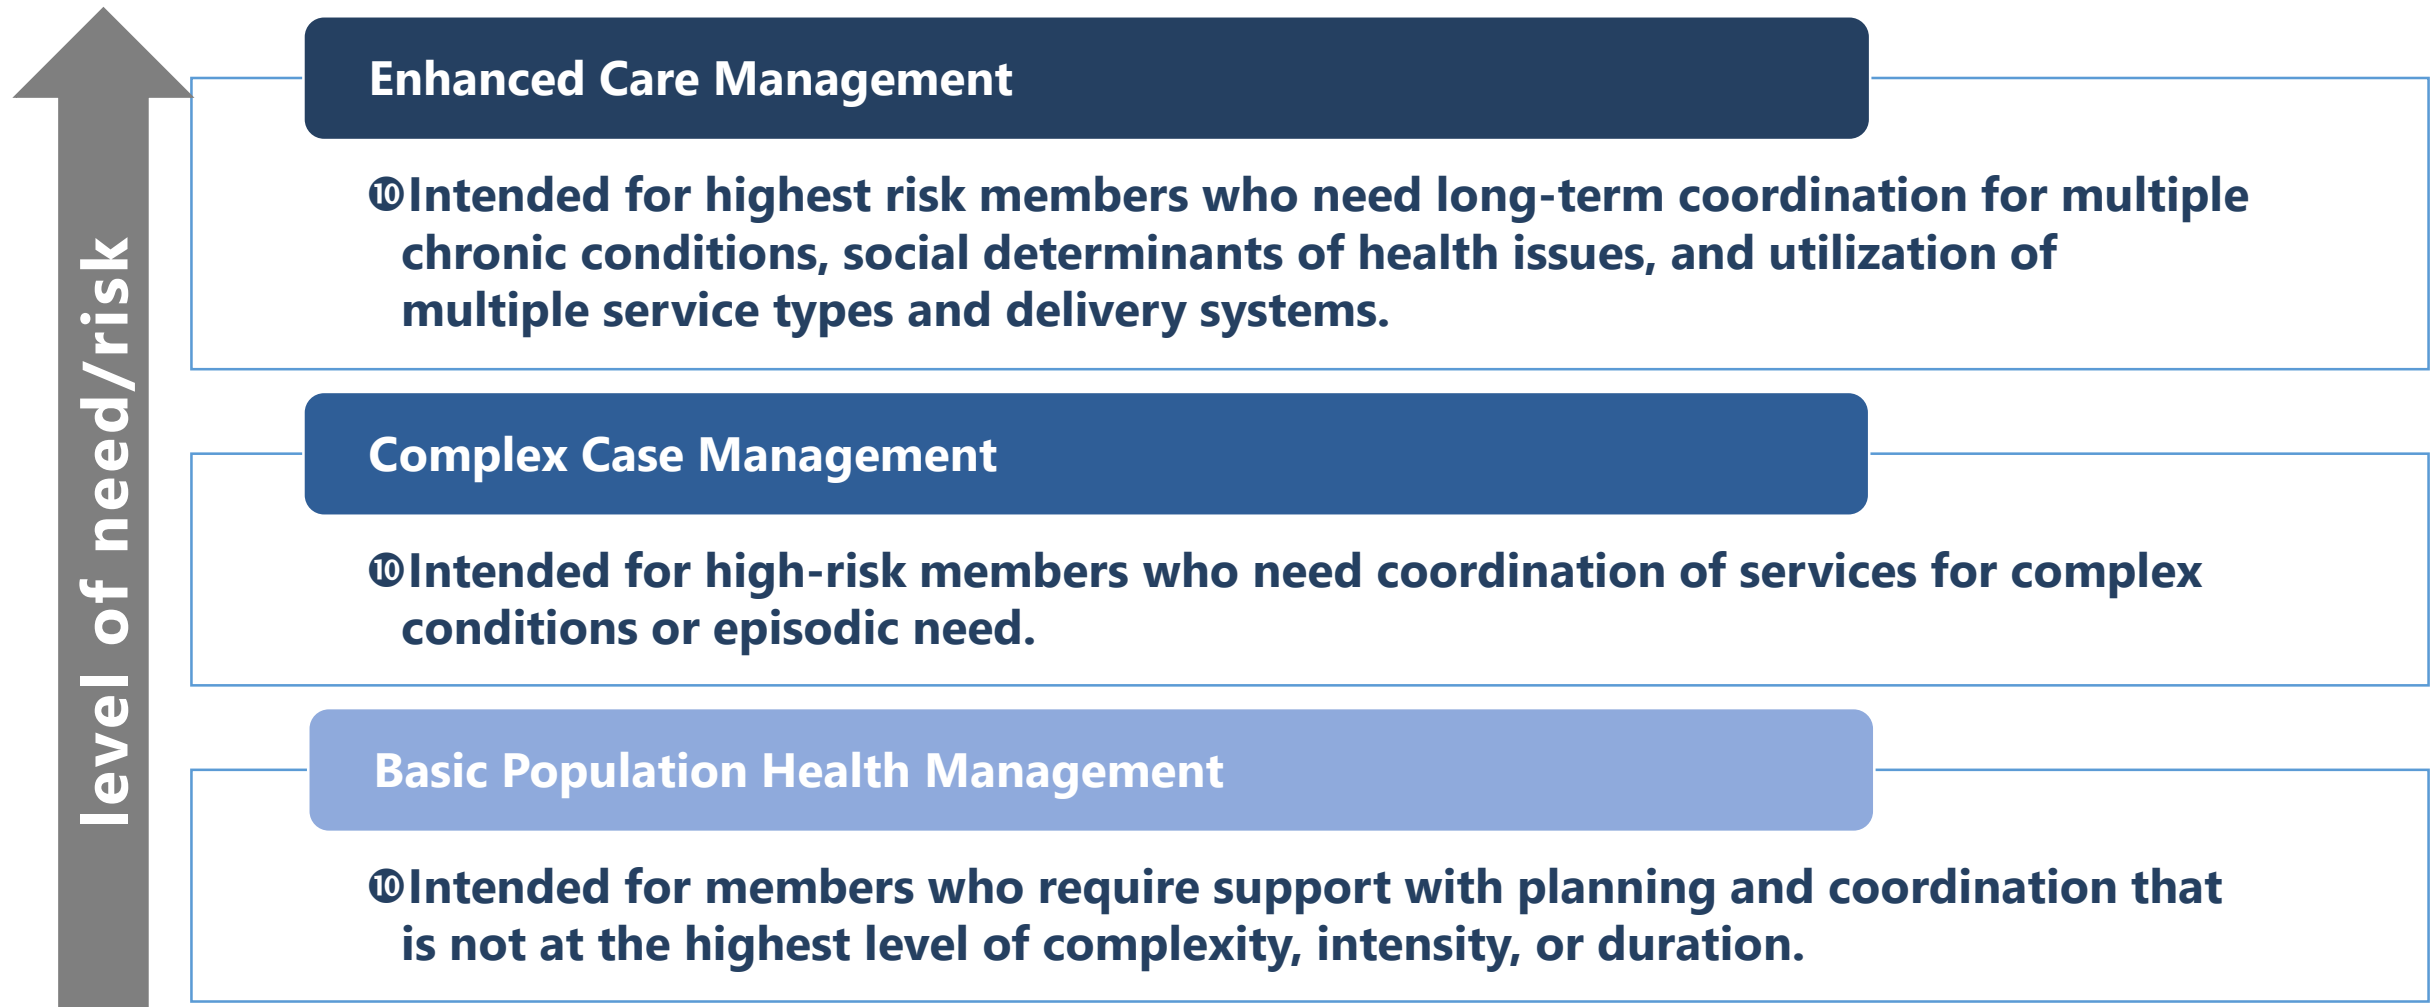 level of need/risk
Enhanced Care Management
❿Intended for highest risk members who need long-term coordination for multiple
chronic conditions, social determinants of health issues, and utilization of
multiple service types and delivery systems.
Complex Case Management
❿Intended for high-risk members who need coordination of services for complex
conditions or episodic need.
Basic Population Health Management
❿Intended for members who require support with planning and coordination that
is not at the highest level of complexity, intensity, or duration.